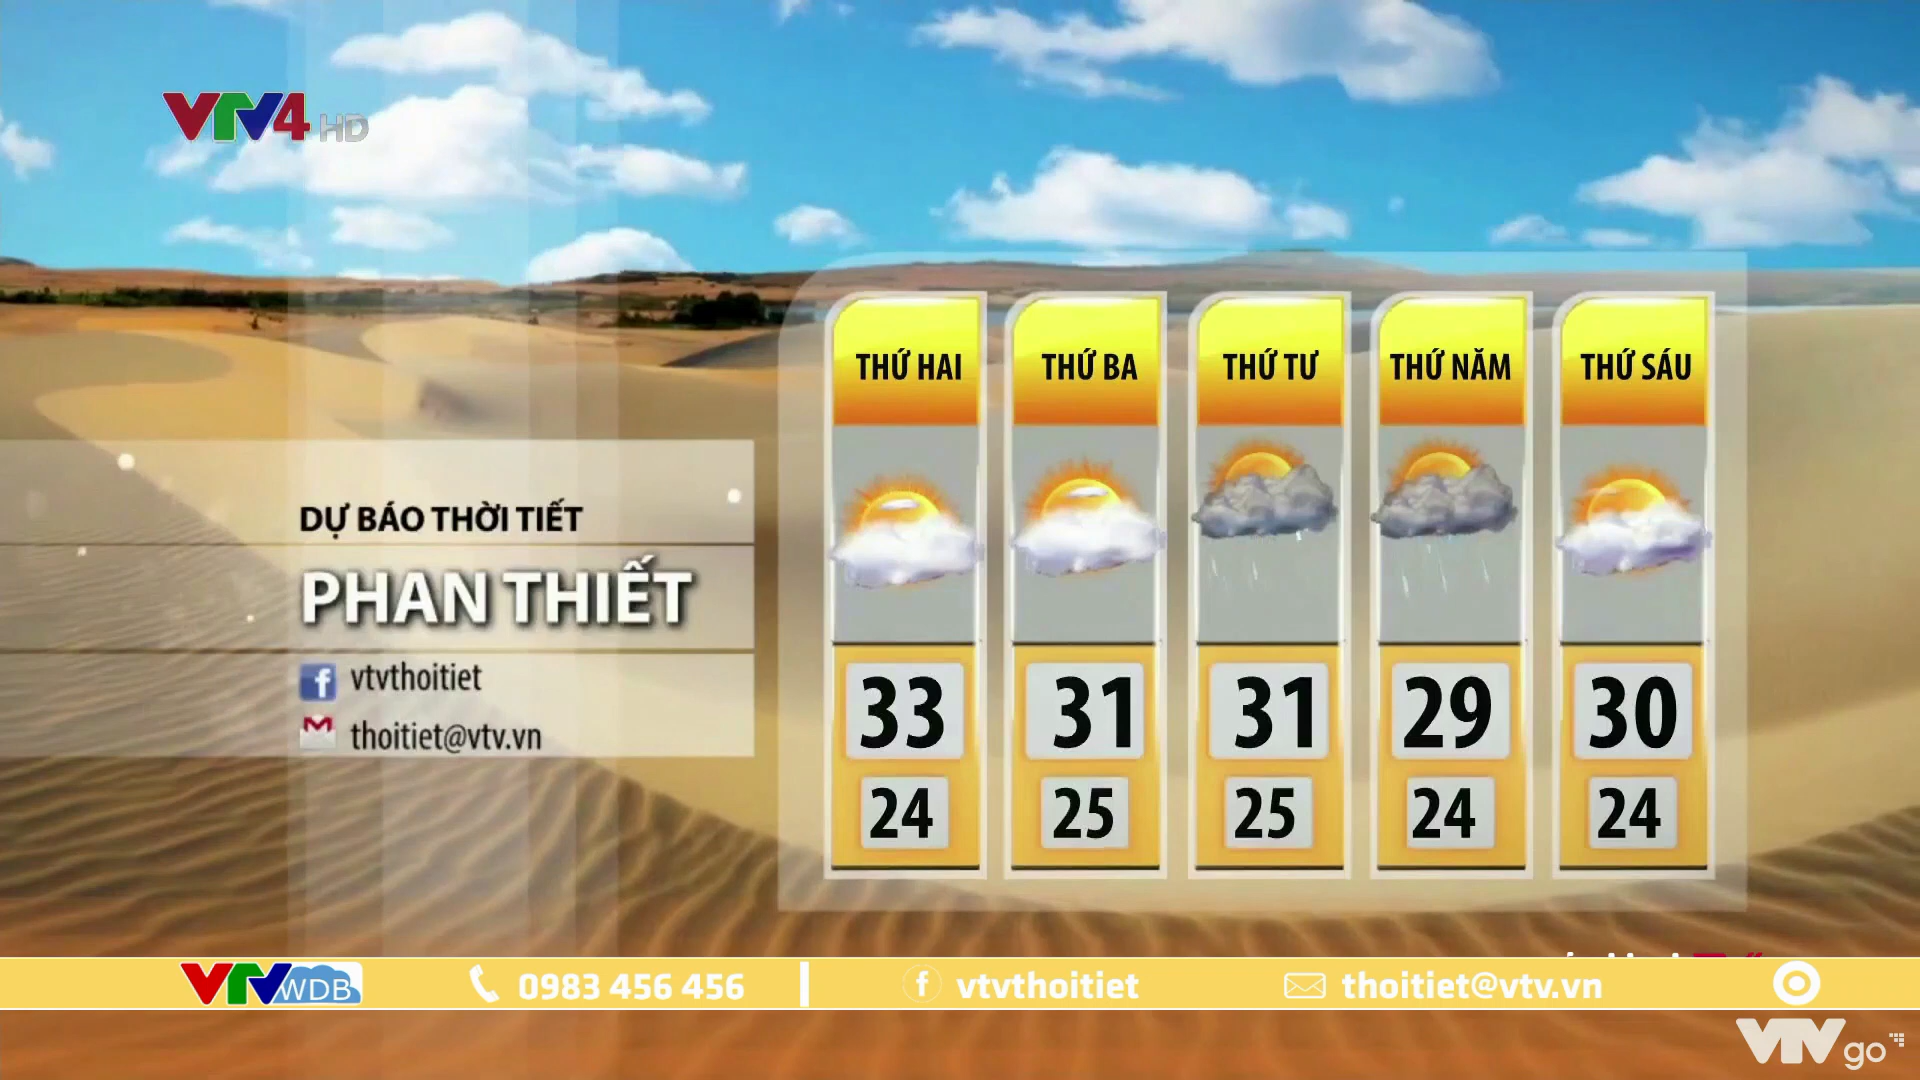 VTV4 HD
DỰ BÁO THỜI TIẾT
PHAN THIẾT
vtvthoitiet
thoitiet@vtv.vn
THỨ HAI
THỨ BA
THỨ TƯ
THỨ NĂM
THỨ SÁU
33
31
31
29
30
24
25
25
24
24
VTV WDB
0983 456 456
vtvthoitiet
thoitiet@vtv.vn
VTV go